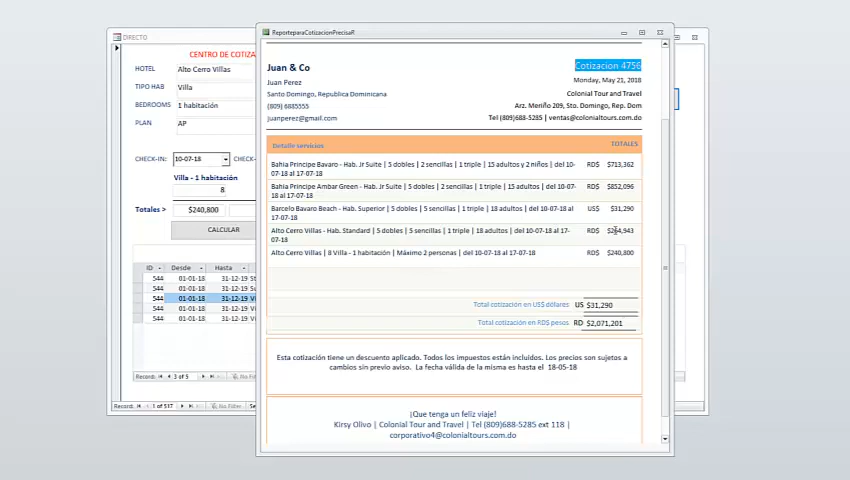 DIRECTO
CENTRO DE COTIZA
HOTEL Alto Cerro Villas
TIPO HAB Villa
BEDROOMS 1 habitación
PLAN AP
CHECK-IN: 10-07-18 CHECK-
Villa - 1 habitación
8
Totales > $240,800
CALCULAR
ID Desde Hasta
544 01-01-18 31-12-19 St
544 01-01-18 31-12-19 Su
544 01-01-18 31-12-19 Vi
544 01-01-18 31-12-19 Vi
544 01-01-18 31-12-19 Vi
Record: 3 of 5 No Filter
Record: 1 of 517 No Filter Se
ReporteparaCotizacionPrecisaR
Juan & Co
Cotizacion 4756
Juan Perez
Monday, May 21, 2018
Santo Domingo, Republica Dominicana
Colonial Tour and Travel
(809) 6885555
Arz. Meriño 209, Sto. Domingo, Rep. Dom
juanperez@gmail.com
Tel (809)688-5285 | ventas@colonialtours.com.do
Detalle servicios TOTALES
Bahia Principe Bavaro - Hab. Jr Suite | 5 dobles | 2 sencillas | 1 triple | 15 adultos y 2 niños | del 10- RD$ $713,362
07-18 al 17-07-18
Bahia Principe Ambar Green - Hab. Jr Suite | 5 dobles | 2 sencillas | 1 triple | 15 adultos | del 10-07- RD$ $852,096
18 al 17-07-18
Barcelo Bavaro Beach - Hab. Superior | 5 dobles | 5 sencillas | 1 triple | 18 adultos | del 10-07-18 al US$ $31,290
17-07-18
Alto Cerro Villas - Hab. Standard | 5 dobles | 5 sencillas | 1 triple | 18 adultos | del 10-07-18 al 17- RD$ $264,943
07-18
Alto Cerro Villas | 8 Villa - 1 habitación | Máximo 2 personas | del 10-07-18 al 17-07-18 RD$ $240,800
Total cotización en US$ dólares US $31,290
Total cotización en RD$ pesos RD $2,071,201
Esta cotización tiene un descuento aplicado. Todos los impuestos están incluidos. Los precios son sujetos a
cambios sin previo aviso. La fecha válida de la misma es hasta el 18-05-18
¡Que tenga un feliz viaje!
Kirsy Olivo | Colonial Tour and Travel | Tel (809)688-5285 ext 118 |
corporativo4@colonialtours.com.do